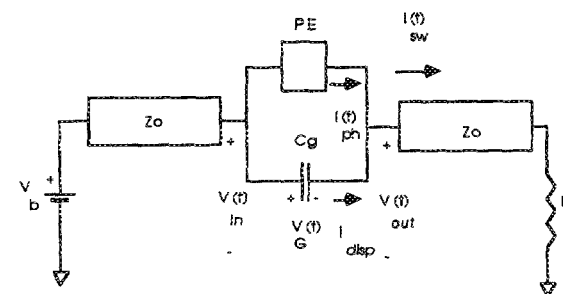 PE
I(t)
sw
Zo
I(t)
ph
Zo
+
Cg
+
+
V
b
V(t)
in
+ -
V(t)
G
I
disp
V(t)
out